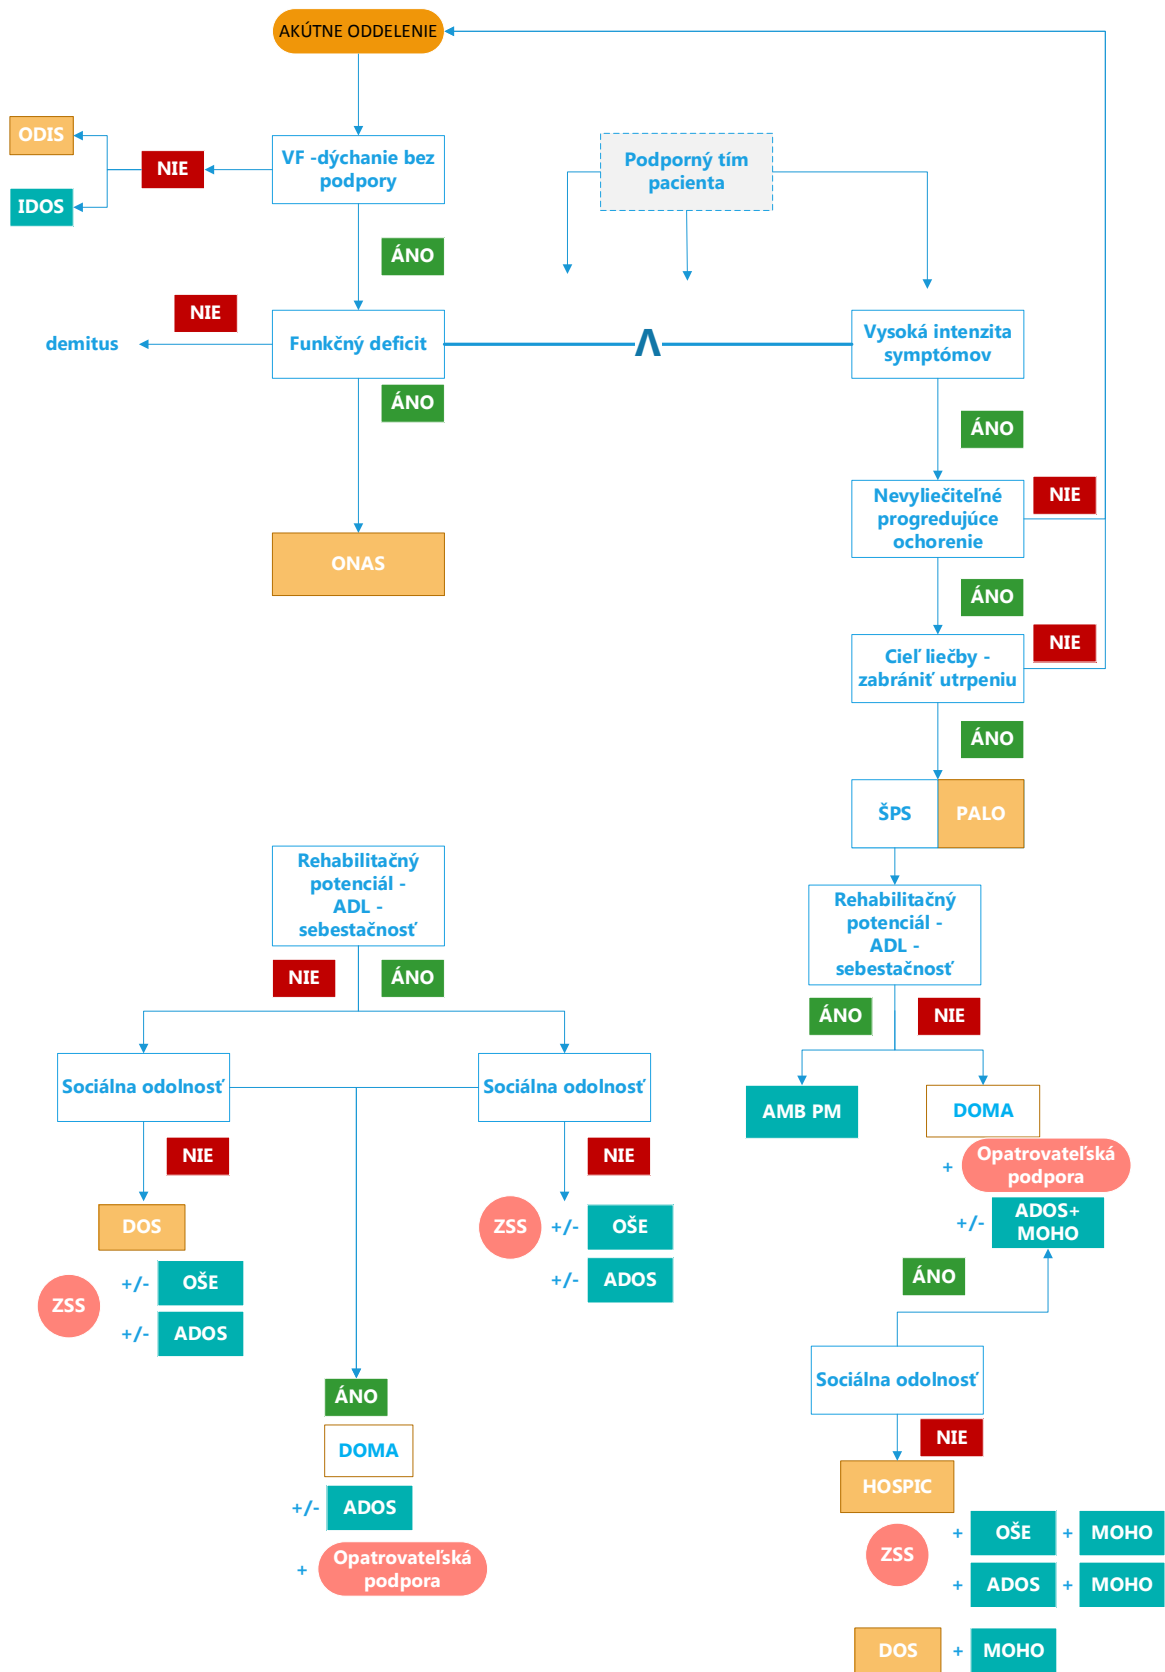 AKÚTNE ODDELENIE
ODIS
NIE
VF -dýchanie bez
podpory
Podporný tím
pacienta
IDOS
ÁNO
NIE
demitus
Funkčný deficit
Λ
Vysoká intenzita
symptómov
ÁNO
ÁNO
Nevyliečiteľné
progredujúce
ochorenie
NIE
ONAS
ÁNO
Cieľ liečby -
zabrániť utrpeniu
NIE
ÁNO
ŠPS
PALO
Rehabilitačný
potenciál -
ADL -
sebestačnosť
Rehabilitačný
potenciál -
ADL -
sebestačnosť
NIE
ÁNO
ÁNO
NIE
Sociálna odolnosť
Sociálna odolnosť
AMB PM
DOMA
NIE
NIE
+ Opatrovateľská
podpora
DOS
ZSS
+/- OŠE
+/- ADOS+
MOHO
ZSS
+/- OŠE
+/- ADOS
+/- ADOS
ÁNO
ÁNO
Sociálna odolnosť
DOMA
NIE
+/- ADOS
HOSPIC
+ Opatrovateľská
podpora
ZSS
+ OŠE + MOHO
+ ADOS + MOHO
DOS + MOHO